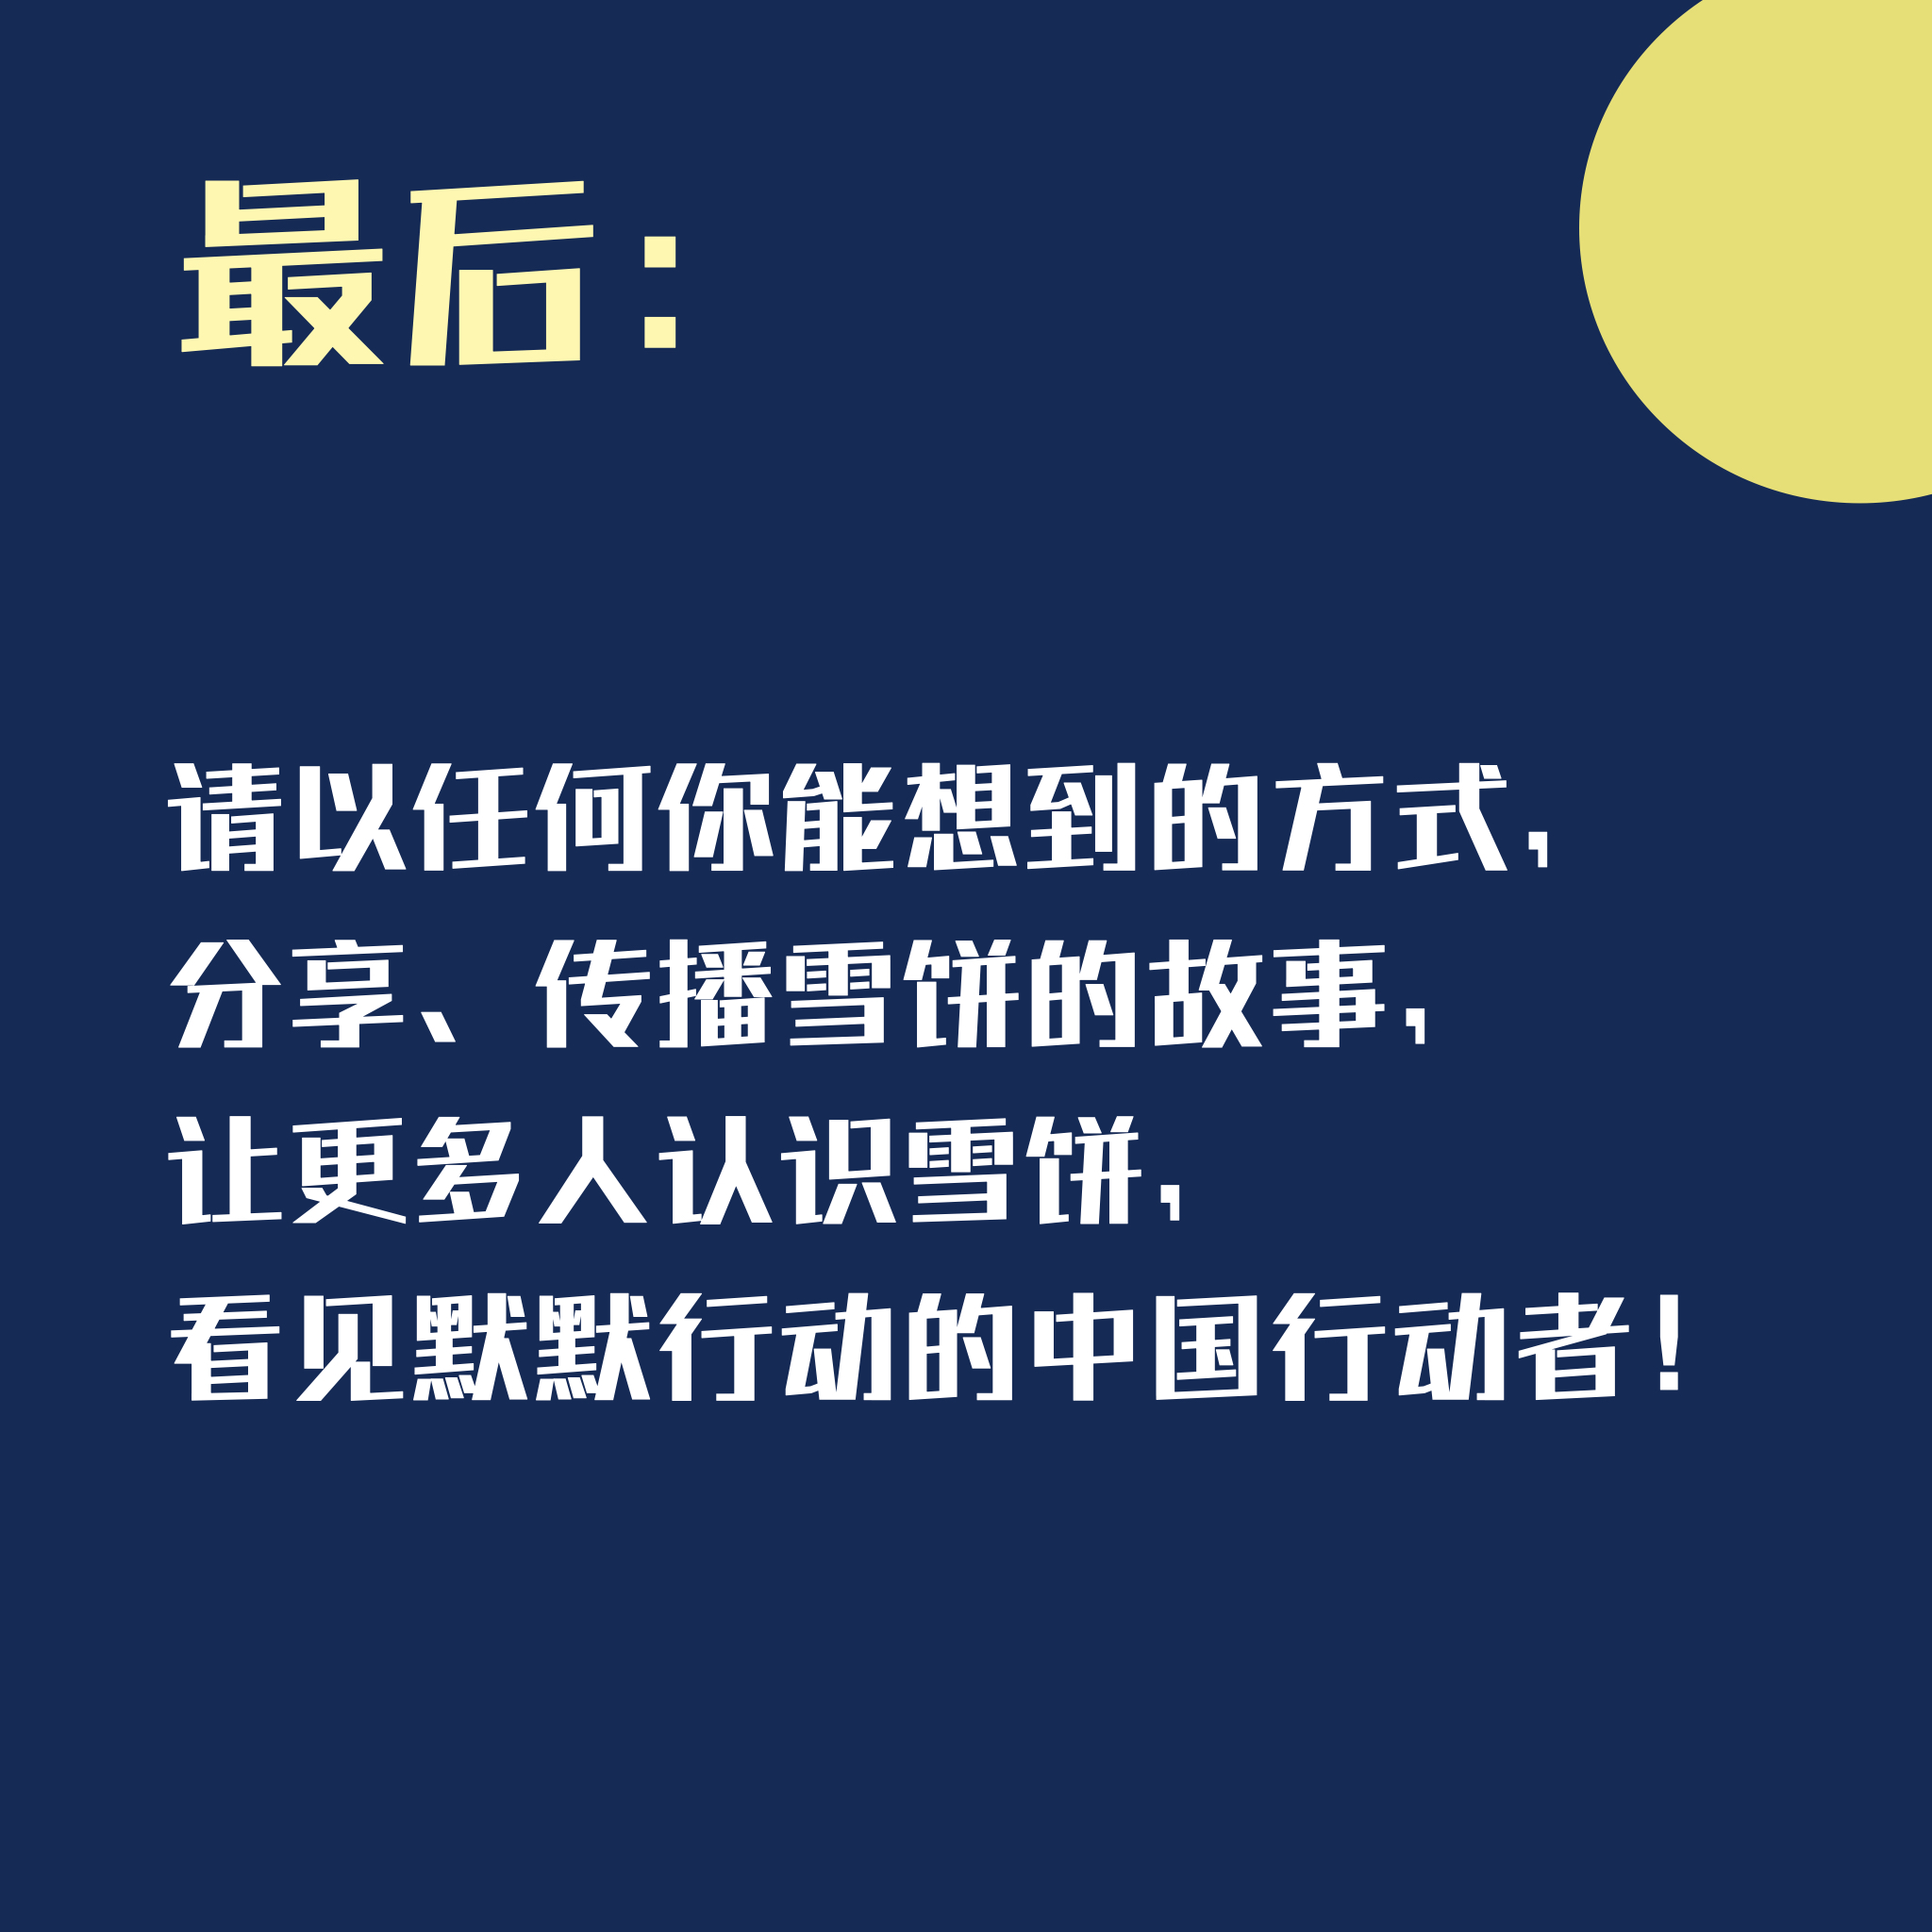 最后：
请以任何你能想到的方式，
分享、传播雪饼的故事，
让更多人认识雪饼，
看见默默行动的中国行动者！